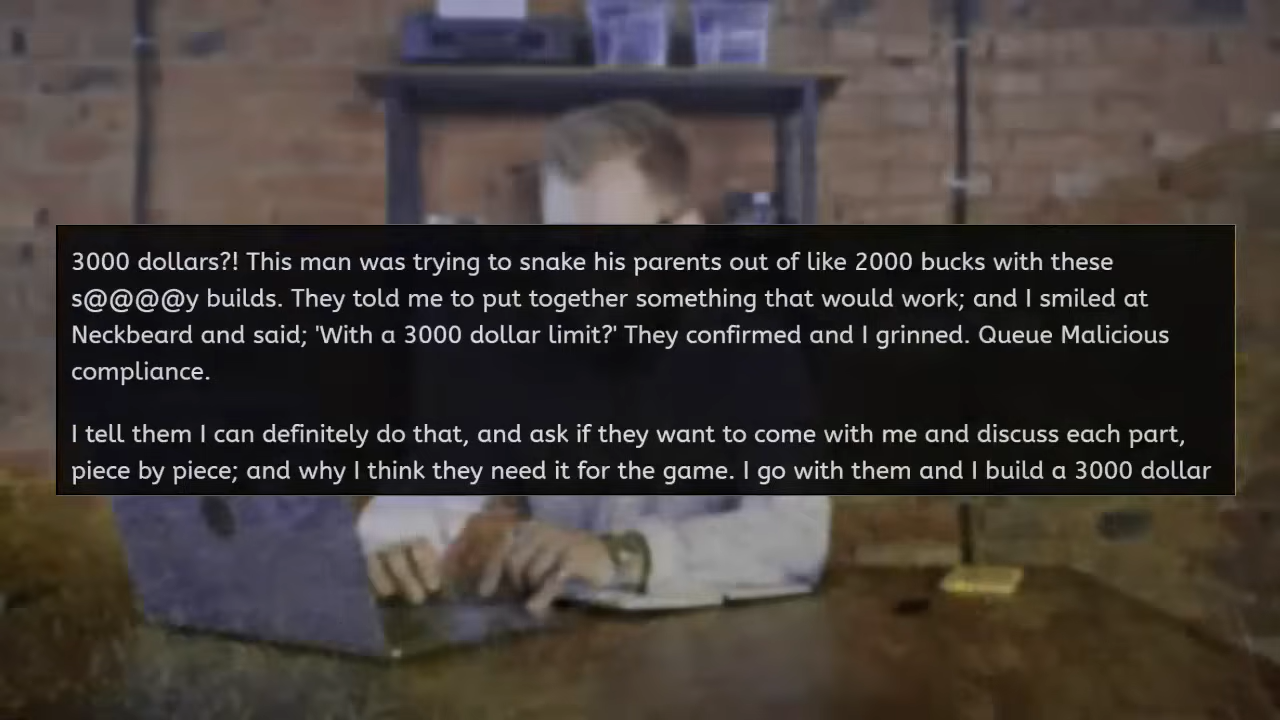 3000 dollars?! This man was trying to snake his parents out of like 2000 bucks with these
s@@@@y builds. They told me to put together something that would work; and I smiled at
Neckbeard and said; 'With a 3000 dollar limit?' They confirmed and I grinned. Queue Malicious
compliance.
I tell them I can definitely do that, and ask if they want to come with me and discuss each part,
piece by piece; and why I think they need it for the game. I go with them and I build a 3000 dollar